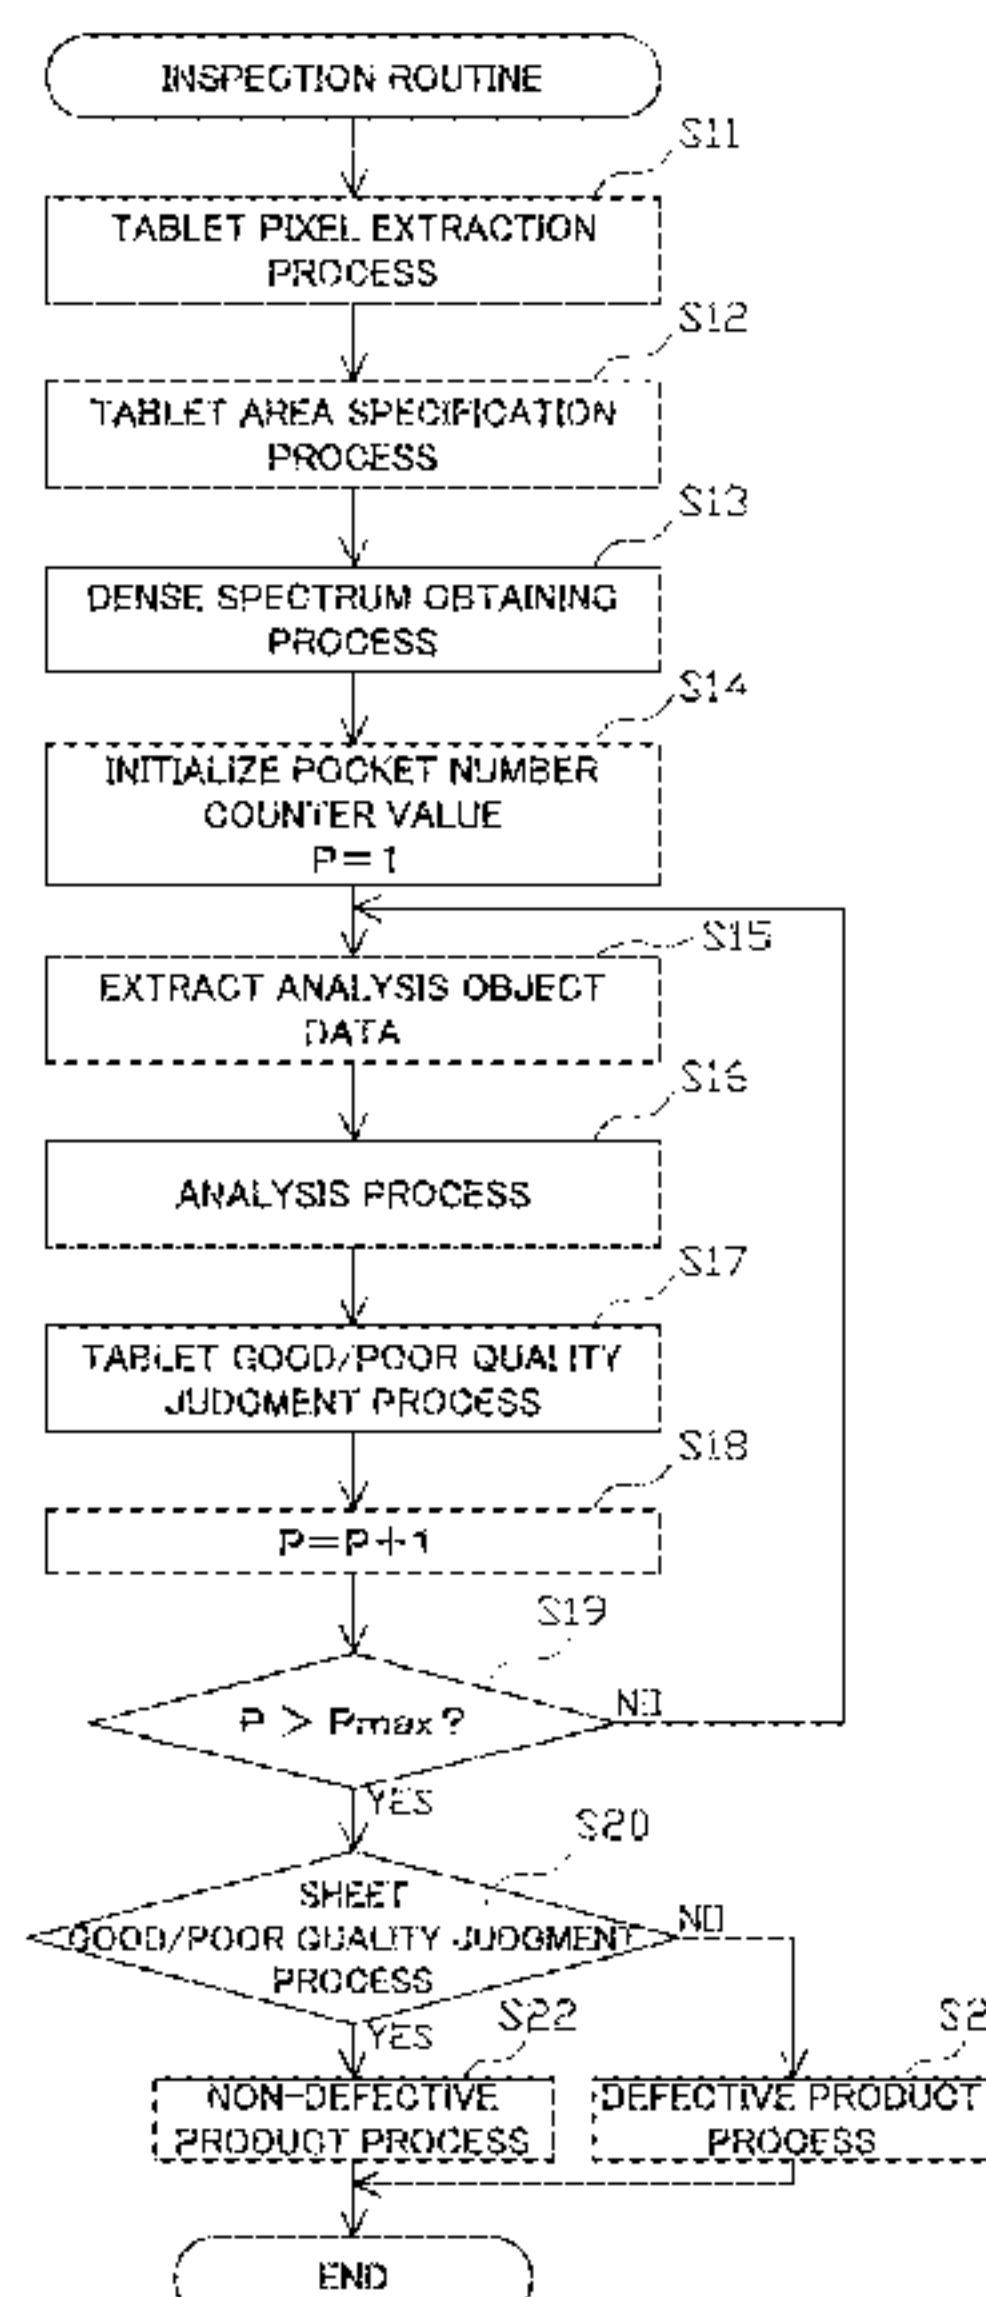 INSPECTION ROUTINE
S11
TABLET PIXEL EXTRACTION
PROCESS
S12
TABLET AREA SPECIFICATION
PROCESS
S13
DENSE SPECTRUM OBTAINING
PROCESS
S14
INITIALIZE POCKET NUMBER
COUNTER VALUE
P=1
S15
EXTRACT ANALYSIS OBJECT
DATA
S16
ANALYSIS PROCESS
S17
TABLET GOOD/POOR QUALITY
JUDGMENT PROCESS
S18
P=P+1
S19
P > Pmax?
NO
YES
S20
SHEET
GOOD/POOR QUALITY JUDGMENT
PROCESS
NO
YES
S22
S2
NON-DEFECTIVE
PRODUCT PROCESS
DEFECTIVE PRODUCT
PROCESS
END